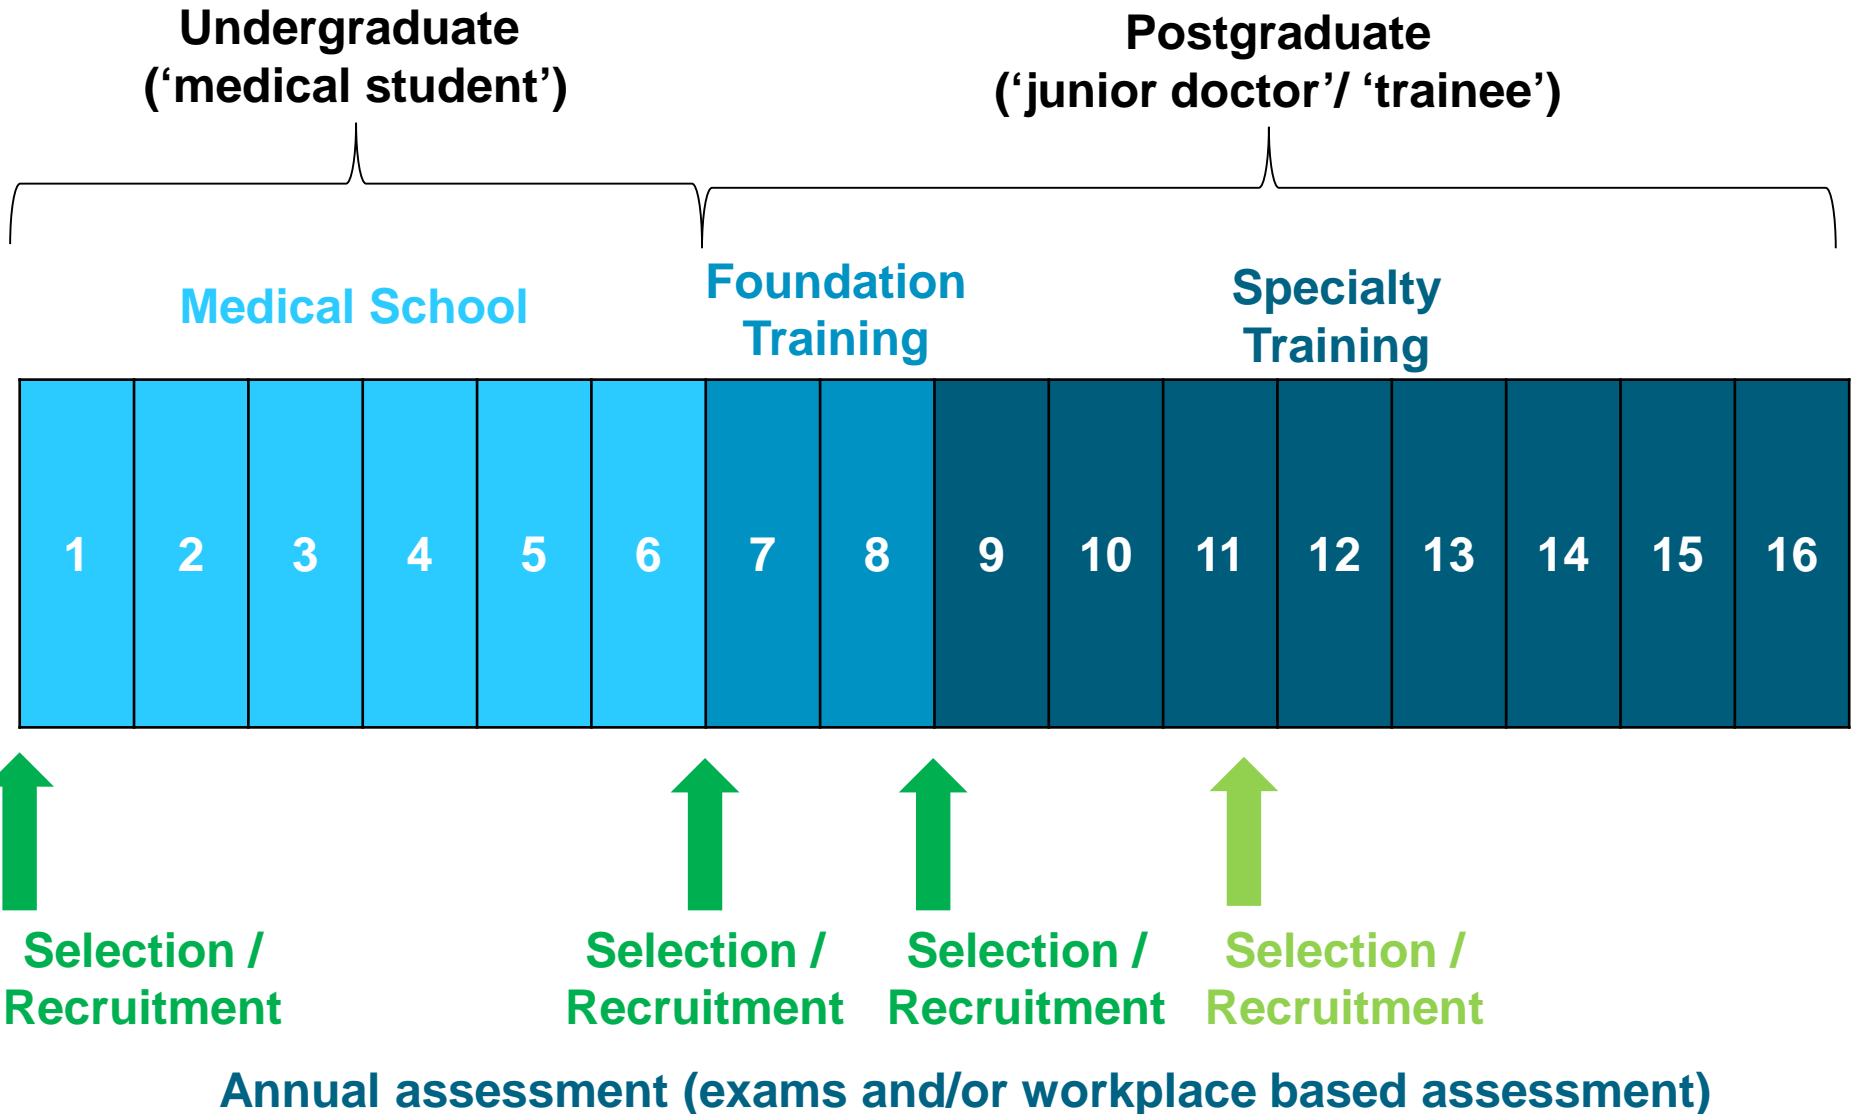 Undergraduate
(‘medical student’)
Postgraduate
(‘junior doctor’/ ‘trainee’)
Medical School
Foundation
Training
Specialty
Training
1 2 3 4 5 6 7 8 9 10 11 12 13 14 15 16
Selection /
Recruitment
Selection /
Recruitment
Selection /
Recruitment
Selection /
Recruitment
Annual assessment (exams and/or workplace based assessment)